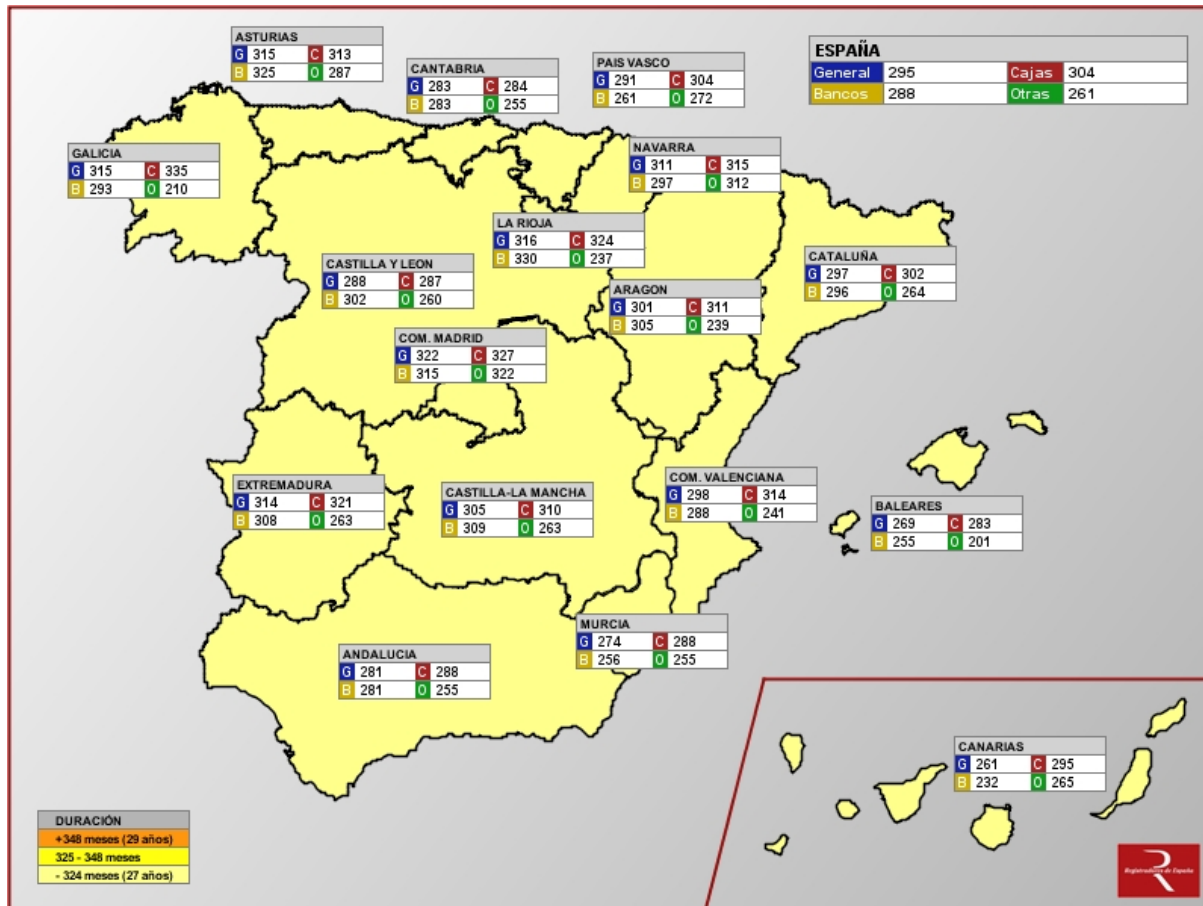 ASTURIAS
G 315 C 313
B 325 O 287
CANTABRIA
G 283 C 284
B 283 O 255
PAIS VASCO
G 291 C 304
B 261 O 272
ESPAÑA
General 295 Cajas 304
Bancos 288 Otras 261
GALICIA
G 315 C 335
B 293 O 210
NAVARRA
G 311 C 315
B 297 O 312
LA RIOJA
G 316 C 324
B 330 O 237
CASTILLA Y LEON
G 288 C 287
B 302 O 260
CATALUÑA
G 297 C 302
B 296 O 264
ARAGON
G 301 C 311
B 305 O 239
COM. MADRID
G 322 C 327
B 315 O 322
EXTREMADURA
G 314 C 321
B 308 O 263
CASTILLA-LA MANCHA
G 305 C 310
B 309 O 263
COM. VALENCIANA
G 298 C 314
B 288 O 241
BALEARES
G 269 C 283
B 255 O 201
MURCIA
G 274 C 288
B 256 O 255
ANDALUCIA
G 281 C 288
B 281 O 255
CANARIAS
G 261 C 295
B 232 O 265
DURACIÓN
+348 meses (29 años)
325 - 348 meses
- 324 meses (27 años)
R
Registradores de España